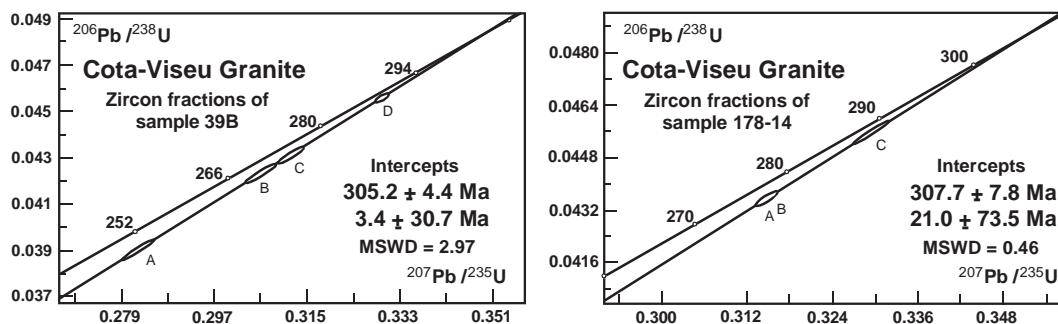 0.049
0.047
0.045
0.043
0.041
0.039
0.037
206Pb /238U
Cota-Viseu Granite
Zircon fractions of
sample 39B
294
280
266
252
D
C
B
A
Intercepts
305.2 ± 4.4 Ma
3.4 ± 30.7 Ma
MSWD = 2.97
207Pb /235U
0.279 0.297 0.315 0.333 0.351
0.0480
0.0464
0.0448
0.0432
0.0416
206Pb /238U
Cota-Viseu Granite
Zircon fractions of
sample 178-14
300
290
280
270
C
A B
Intercepts
307.7 ± 7.8 Ma
21.0 ± 73.5 Ma
MSWD = 0.46
207Pb /235U
0.300 0.312 0.324 0.336 0.348